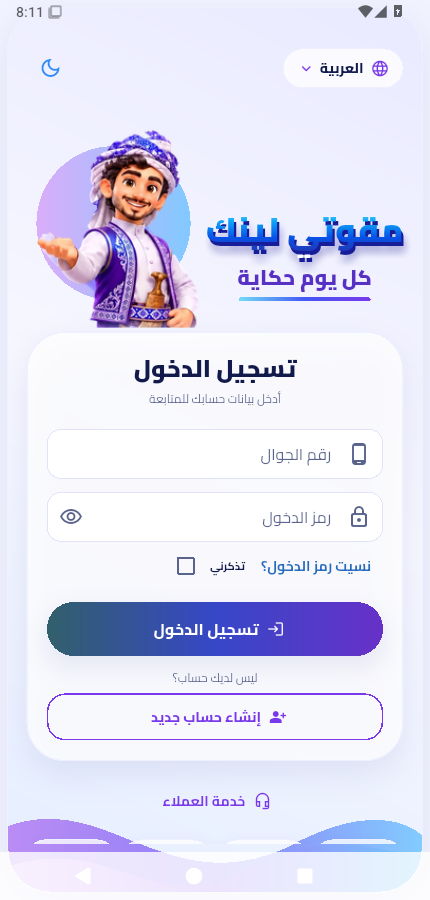 8:11
العربية
مقوتي لينك
كل يوم حكاية
تسجيل الدخول
أدخل بيانات حسابك للمتابعة
رقم الجوال
رمز الدخول
نسيت رمز الدخول؟ تذكرني
تسجيل الدخول
ليس لديك حساب؟
إنشاء حساب جديد
خدمة العملاء